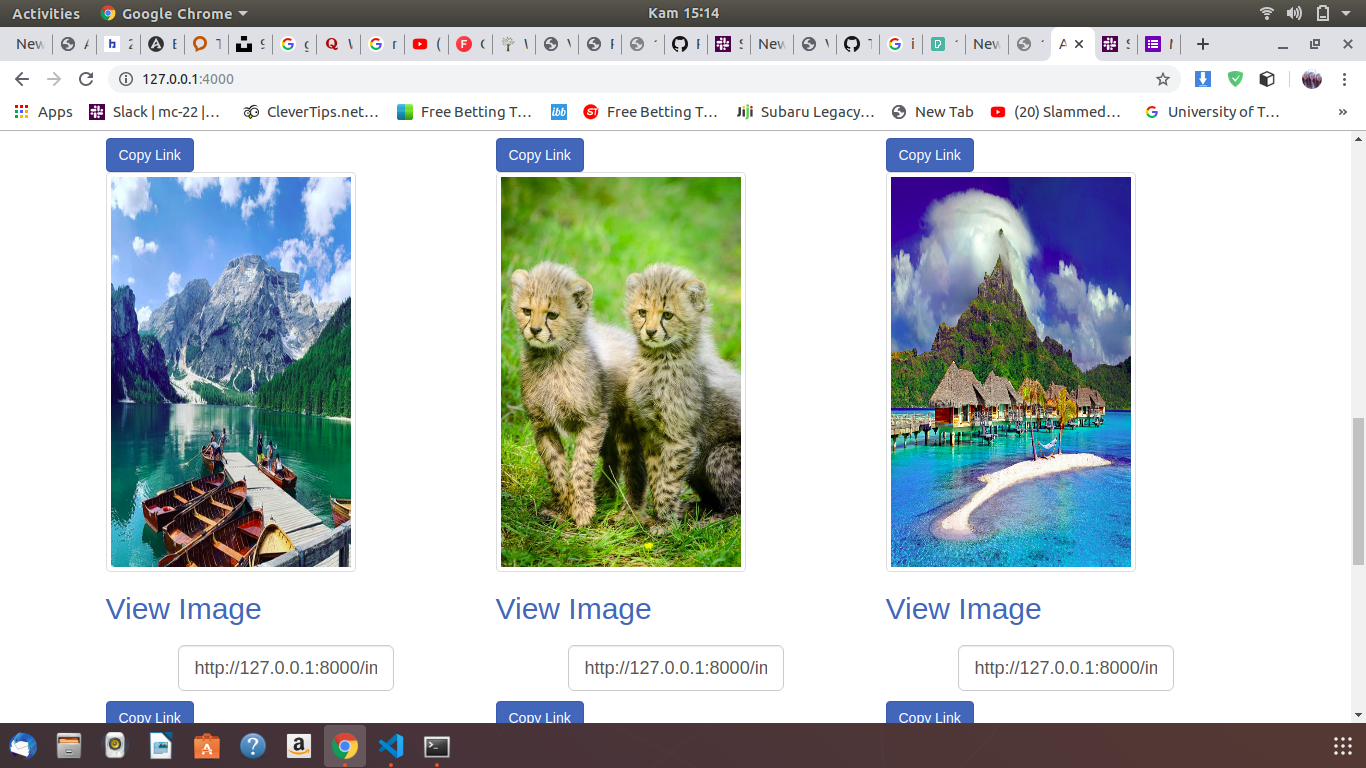 Activities Google Chrome Kam 15:14
New
127.0.0.1:4000
Apps Slack | mc-22 |… CleverTips.net… Free Betting T… ibb Free Betting T… Jiji Subaru Legacy… New Tab (20) Slammed… University of T… »
Copy Link Copy Link Copy Link
View Image View Image View Image
http://127.0.0.1:8000/in http://127.0.0.1:8000/in http://127.0.0.1:8000/in
Copy Link Copy Link Copy Link